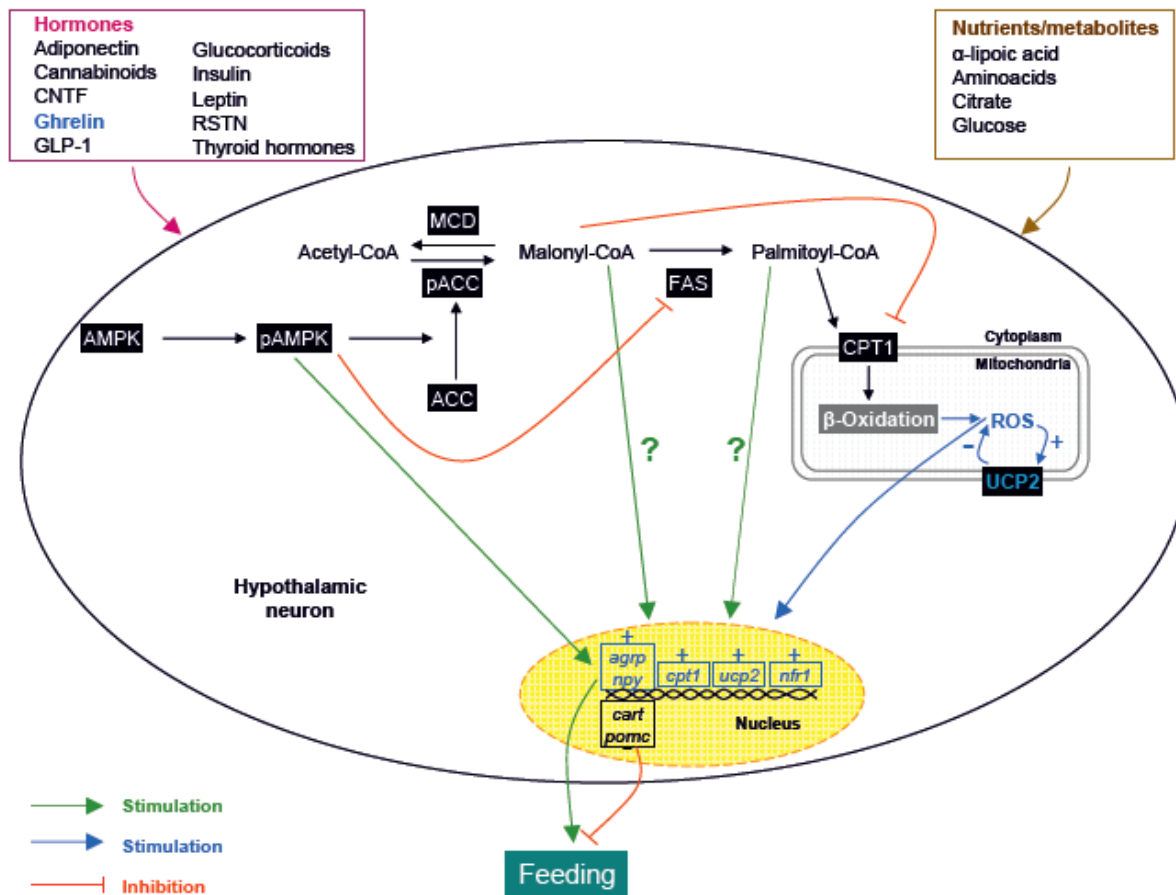 Hormones
Adiponectin
Cannabinoids
CNTF
Ghrelin
GLP-1
Glucocorticoids
Insulin
Leptin
RSTN
Thyroid hormones
Nutrients/metabolites
α-lipoic acid
Aminoacids
Citrate
Glucose
MCD
Acetyl-CoA
Malonyl-CoA
Palmitoyl-CoA
pACC
FAS
AMPK
pAMPK
ACC
CPT1
Cytoplasm
Mitochondria
β-Oxidation
ROS
-
+
UCP2
?
?
Hypothalamic
neuron
+
+
+
+
agrp
npy
cpt1
ucp2
nfr1
cart
pomc
-
Nucleus
Stimulation
Stimulation
Inhibition
Feeding